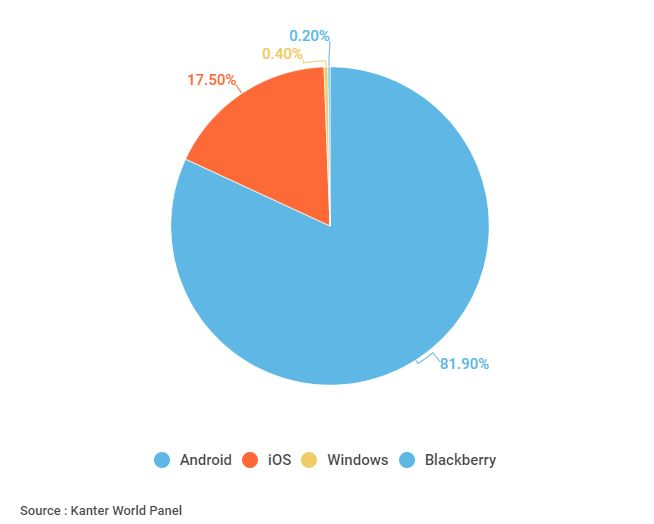 0.20%
0.40%
17.50%
81.90%
Android iOS Windows Blackberry
Source : Kanter World Panel